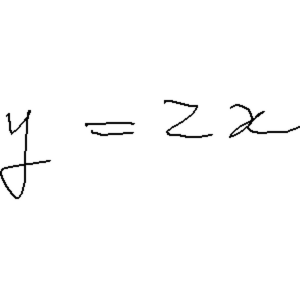 y = 2x